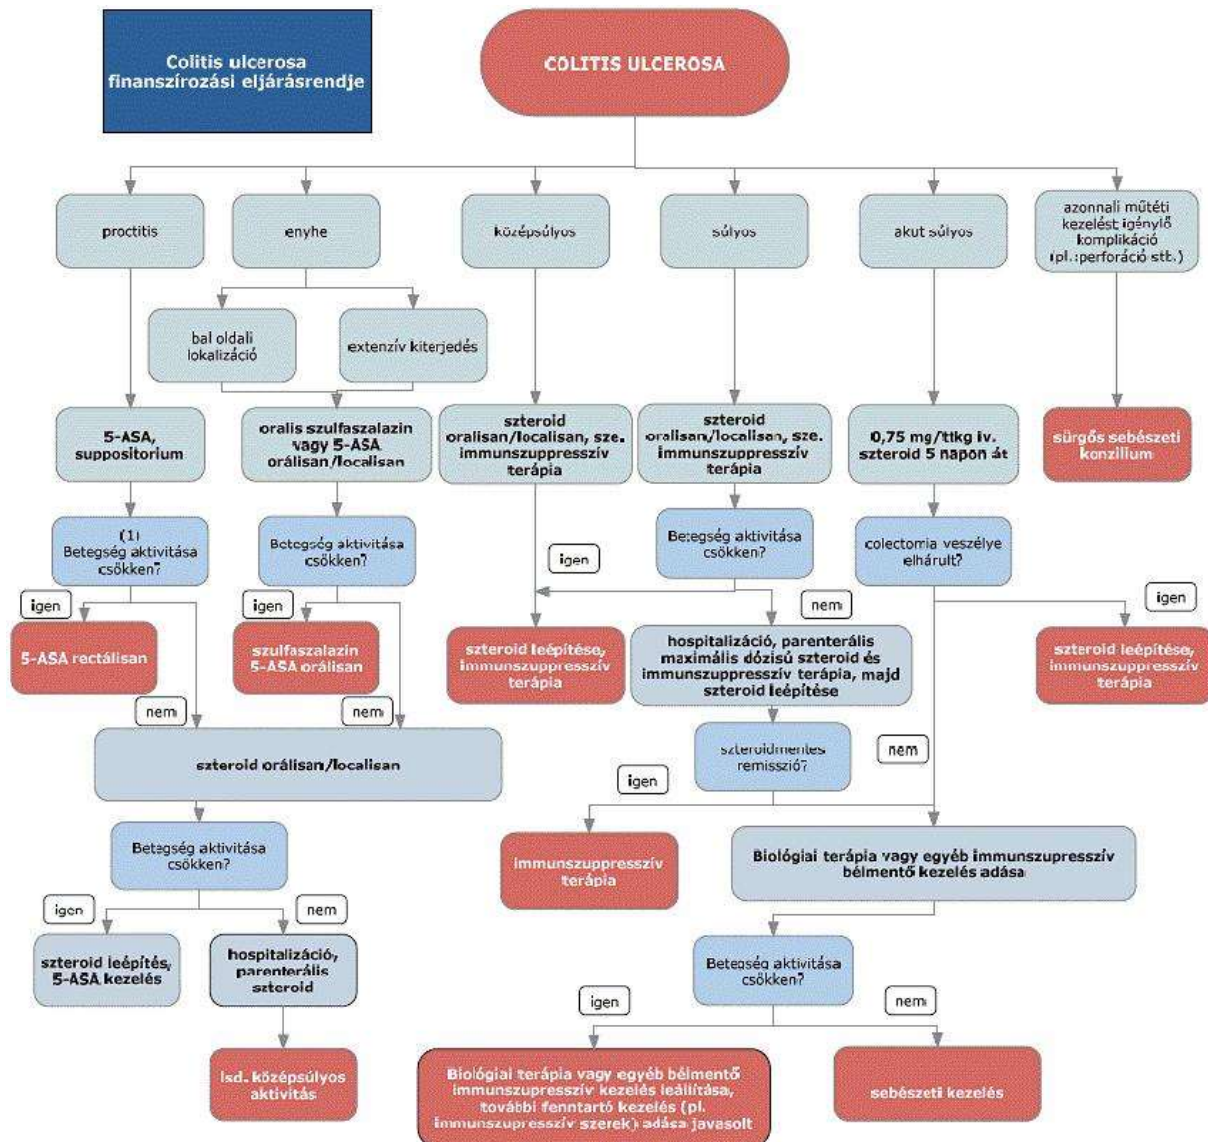 Colitis ulcerosa
finanszírozási eljárásrendje
COLITIS ULCEROSA
proctitis
enyhe
középsúlyos
súlyos
akut súlyos
azonnali műtéti
kezelést igénylő
komplikáció
(pl.:perforáció stb.)
bal oldali
lokalizáció
extenzív kiterjedés
5-ASA,
suppositorium
oralis szulfaszalazin
vagy 5-ASA
orálisan/localisan
szteroid
oralisan/localisan, sze.
immunszuppresszív
terápia
szteroid
oralisan/localisan, sze.
immunszuppresszív
terápia
0,75 mg/ttkg iv.
szteroid 5 napon át
sürgős sebészeti
konzilium
(1)
Betegség aktivitása
csökken?
Betegség aktivitása
csökken?
Betegség aktivitása
csökken?
colectomia veszélye
elhárult?
igen
igen
igen
nem
igen
5-ASA rectálisan
szulfaszalazin
5-ASA orálisan
szteroid leépítése,
immunszuppresszív
terápia
hospitalizáció, parenterális
maximális dózisú szteroid és
immunszuppresszív terápia, majd
szteroid leépítése
szteroid leépítése,
immunszuppresszív
terápia
nem
nem
szteroid orálisan/localisan
szteroidmentes
remisszió?
nem
igen
Betegség aktivitása
csökken?
immunszuppresszív
terápia
Biológiai terápia vagy egyéb immunszupresszív
bélmentő kezelés adása
igen
nem
szteroid leépítés,
5-ASA kezelés
hospitalizáció,
parenterális
szteroid
Betegség aktivitása
csökken?
igen
nem
lsd. középsúlyos
aktivitás
Biológiai terápia vagy egyéb bélmentő
immunszupresszív kezelés leállítása,
további fenntartó kezelés (pl.
immunszupresszív szerek) adása javasolt
sebészeti kezelés